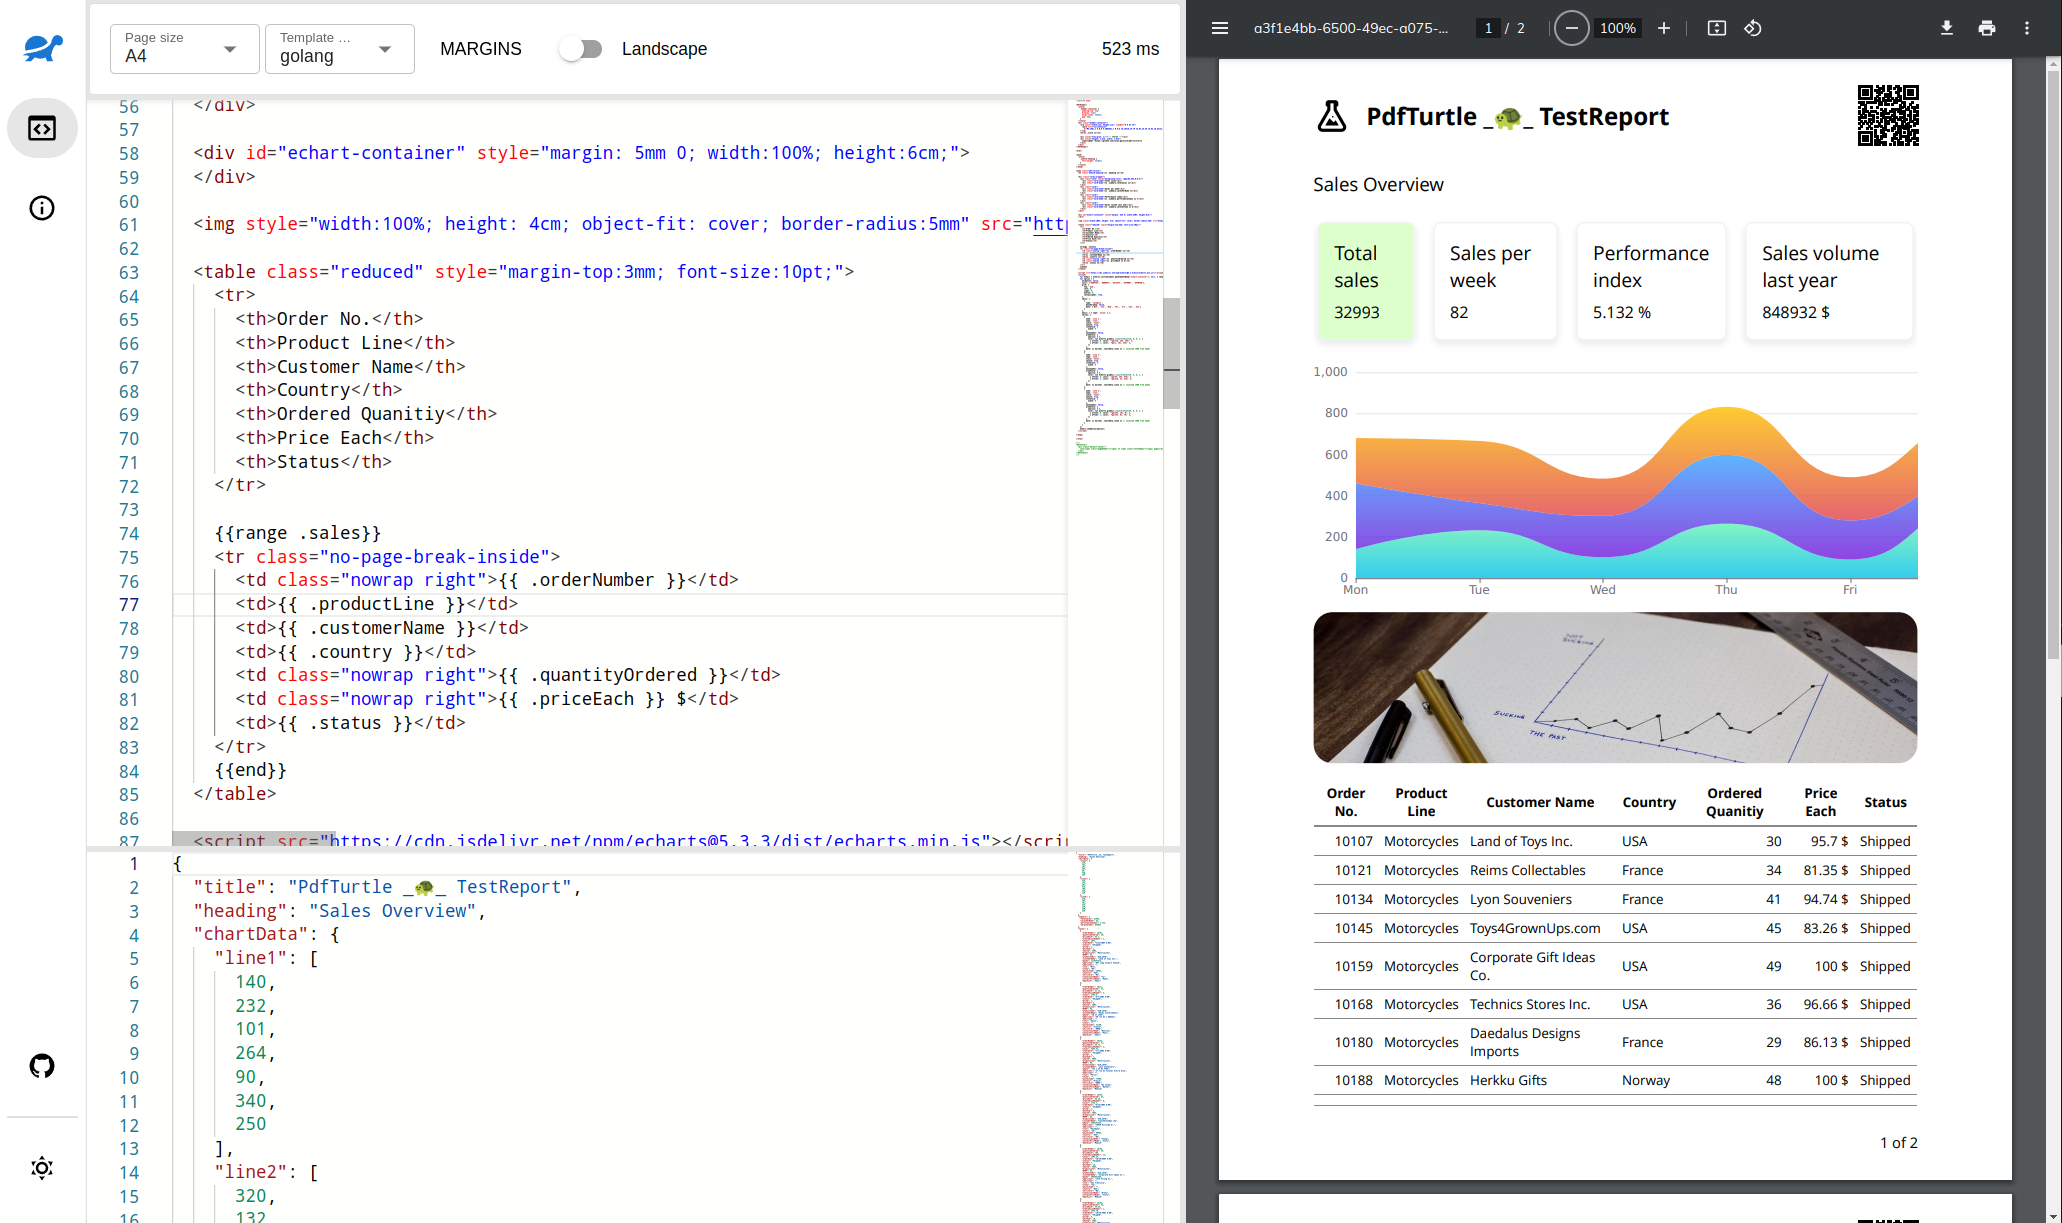 Page size
A4
Template ...
golang
MARGINS
Landscape
523 ms
56 </div>
57
58 <div id="echart-container" style="margin: 5mm 0; width:100%; height:6cm;">
59 </div>
60
61 <img style="width:100%; height: 4cm; object-fit: cover; border-radius:5mm" src="http
62
63 <table class="reduced" style="margin-top:3mm; font-size:10pt;">
64 <tr>
65 <th>Order No.</th>
66 <th>Product Line</th>
67 <th>Customer Name</th>
68 <th>Country</th>
69 <th>Ordered Quanitiy</th>
70 <th>Price Each</th>
71 <th>Status</th>
72 </tr>
73
74 {{range .sales}}
75 <tr class="no-page-break-inside">
76 <td class="nowrap right">{{ .orderNumber }}</td>
77 <td>{{ .productLine }}</td>
78 <td>{{ .customerName }}</td>
79 <td>{{ .country }}</td>
80 <td class="nowrap right">{{ .quantityOrdered }}</td>
81 <td class="nowrap right">{{ .priceEach }} $</td>
82 <td>{{ .status }}</td>
83 </tr>
84 {{end}}
85 </table>
86
87 <script src="https://cdn.jsdelivr.net/npm/echarts@5.3.3/dist/echarts.min.js"></scri
1 {
2 "title": "PdfTurtle _🐢_ TestReport",
3 "heading": "Sales Overview",
4 "chartData": {
5 "line1": [
6 140,
7 232,
8 101,
9 264,
10 90,
11 340,
12 250
13 ],
14 "line2": [
15 320,
16 132
a3f1e4bb-6500-49ec-a075-...
1 / 2
100%
PdfTurtle _🐢_ TestReport
Sales Overview
Total sales
32993
Sales per week
82
Performance index
5.132 %
Sales volume last year
848932 $
1,000
800
600
400
200
0
Mon Tue Wed Thu Fri
NOT SUCKING
SUCKING
THE PAST
Order No. Product Line Customer Name Country Ordered Quanitiy Price Each Status
10107 Motorcycles Land of Toys Inc. USA 30 95.7 $ Shipped
10121 Motorcycles Reims Collectables France 34 81.35 $ Shipped
10134 Motorcycles Lyon Souveniers France 41 94.74 $ Shipped
10145 Motorcycles Toys4GrownUps.com USA 45 83.26 $ Shipped
10159 Motorcycles Corporate Gift Ideas Co. USA 49 100 $ Shipped
10168 Motorcycles Technics Stores Inc. USA 36 96.66 $ Shipped
10180 Motorcycles Daedalus Designs Imports France 29 86.13 $ Shipped
10188 Motorcycles Herkku Gifts Norway 48 100 $ Shipped
1 of 2